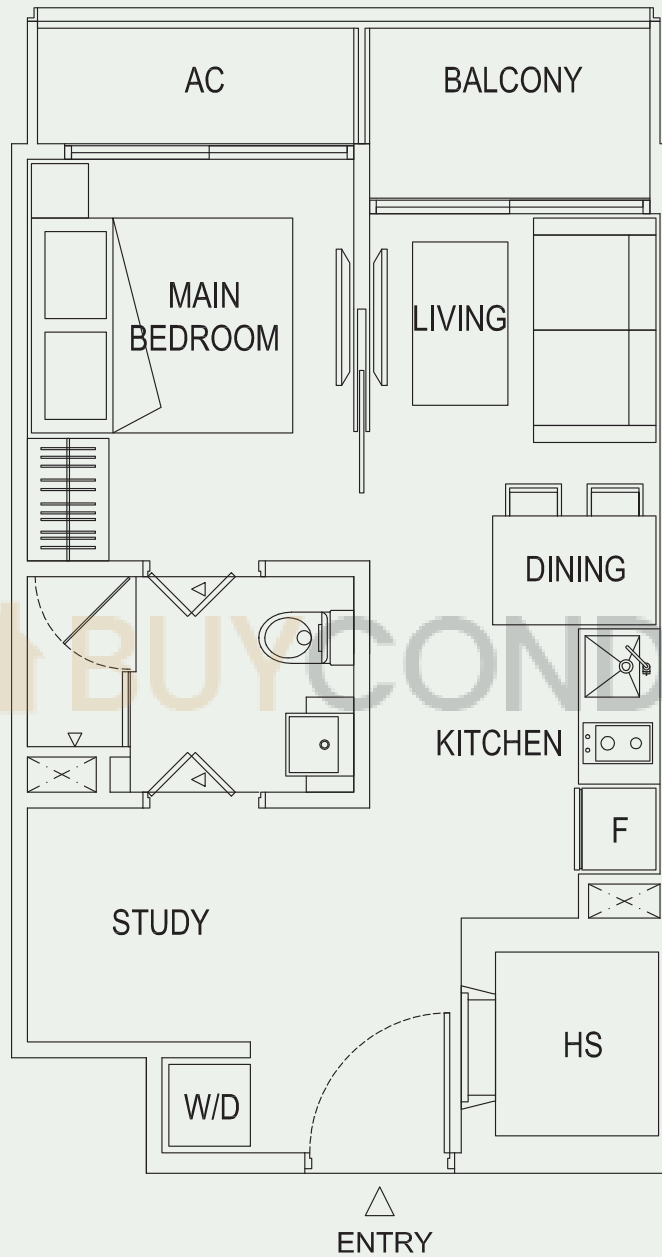 AC
BALCONY
MAIN
BEDROOM
LIVING
DINING
BUYCOND
KITCHEN
F
STUDY
HS
W/D
ENTRY